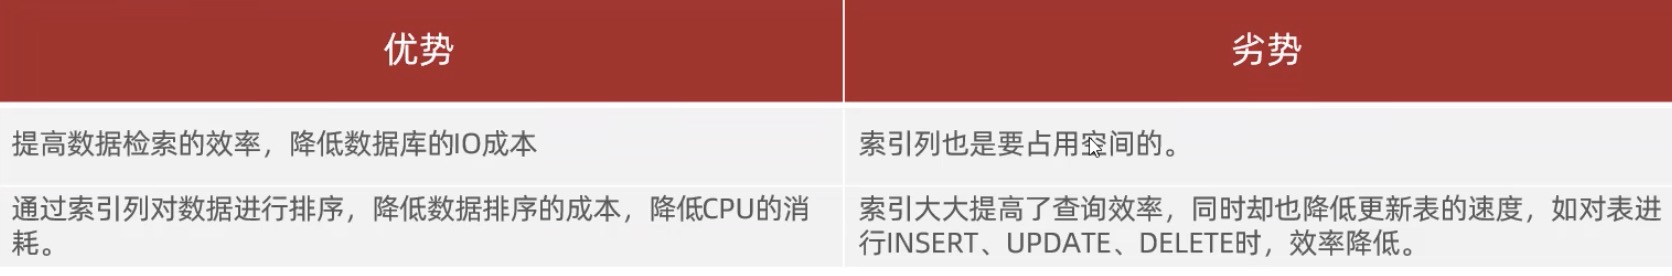 优势
劣势
提高数据检索的效率，降低数据库的IO成本
索引列也是要占用空间的。
通过索引列对数据进行排序，降低数据排序的成本，降低CPU的消
耗。
索引大大提高了查询效率，同时却也降低更新表的速度，如对表进
行INSERT、UPDATE、DELETE时，效率降低。